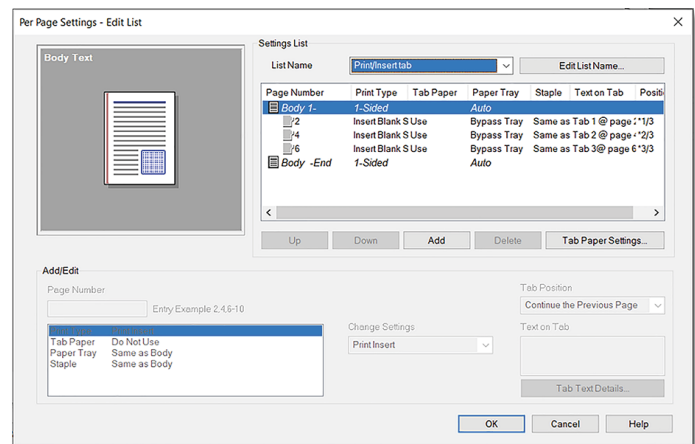 Per Page Settings - Edit List
Body Text
Settings List
List Name
Print/Insert tab
Edit List Name...
Page Number Print Type Tab Paper Paper Tray Staple Text on Tab Positi
Body 1- 1-Sided Auto
*2 Insert Blank S Use Bypass Tray Same as Tab 1 @ page 2 *1/3
*4 Insert Blank S Use Bypass Tray Same as Tab 2 @ page 4 *2/3
*6 Insert Blank S Use Bypass Tray Same as Tab 3@ page 6 *3/3
Body -End 1-Sided Auto
Up Down Add Delete Tab Paper Settings...
Add/Edit
Page Number
Entry Example 2,4,6-10
Tab Paper Do Not Use
Paper Tray Same as Body
Staple Same as Body
Change Settings
Print Insert
Tab Position
Continue the Previous Page
Text on Tab
Tab Text Details...
OK Cancel Help